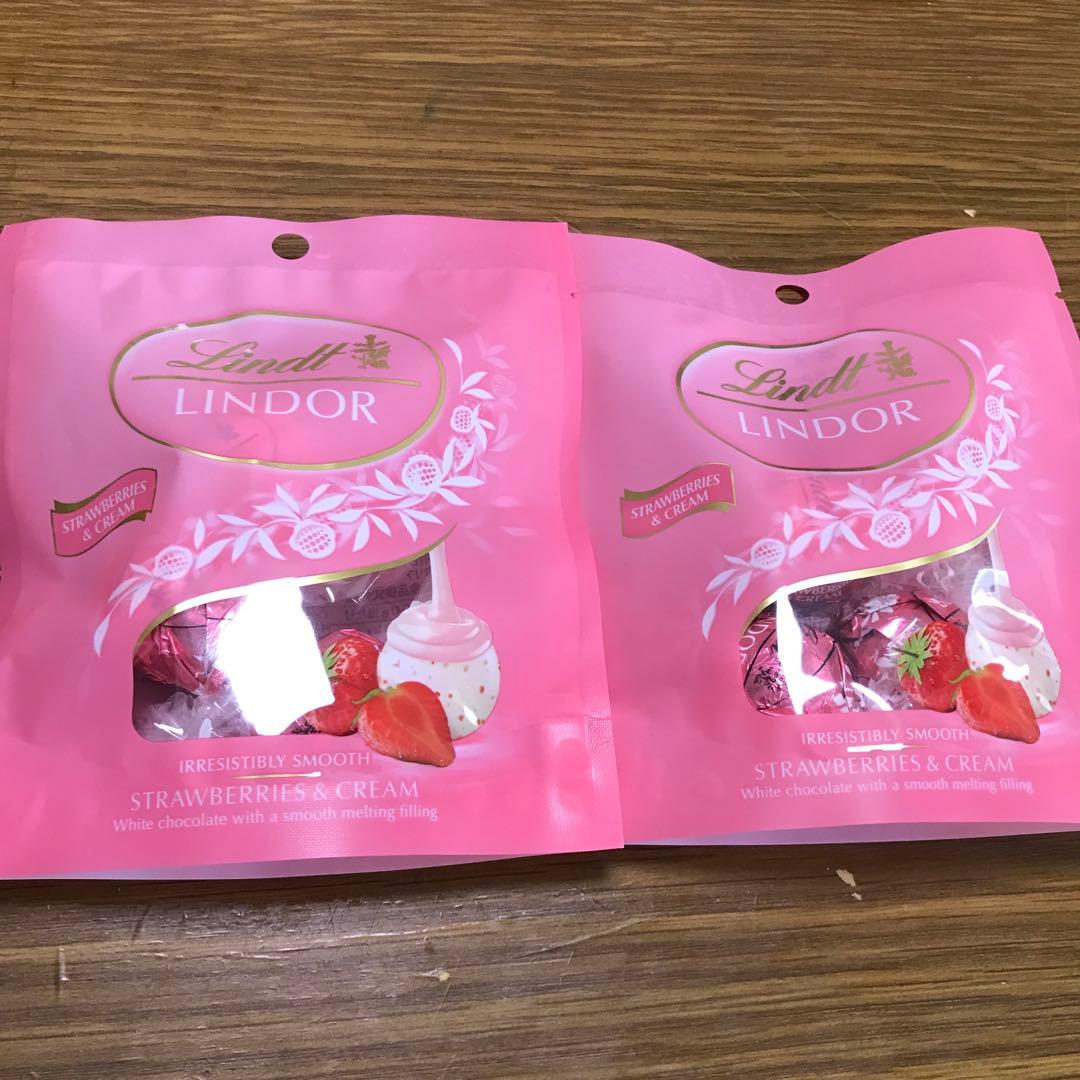 Lindt
LINDOR
STRAWBERRIES
& CREAM
IRRESISTIBLY SMOOTH
STRAWBERRIES & CREAM
White chocolate with a smooth melting filling
Lindt
LINDOR
STRAWBERRIES
& CREAM
IRRESISTIBLY SMOOTH
STRAWBERRIES & CREAM
White chocolate with a smooth melting filling